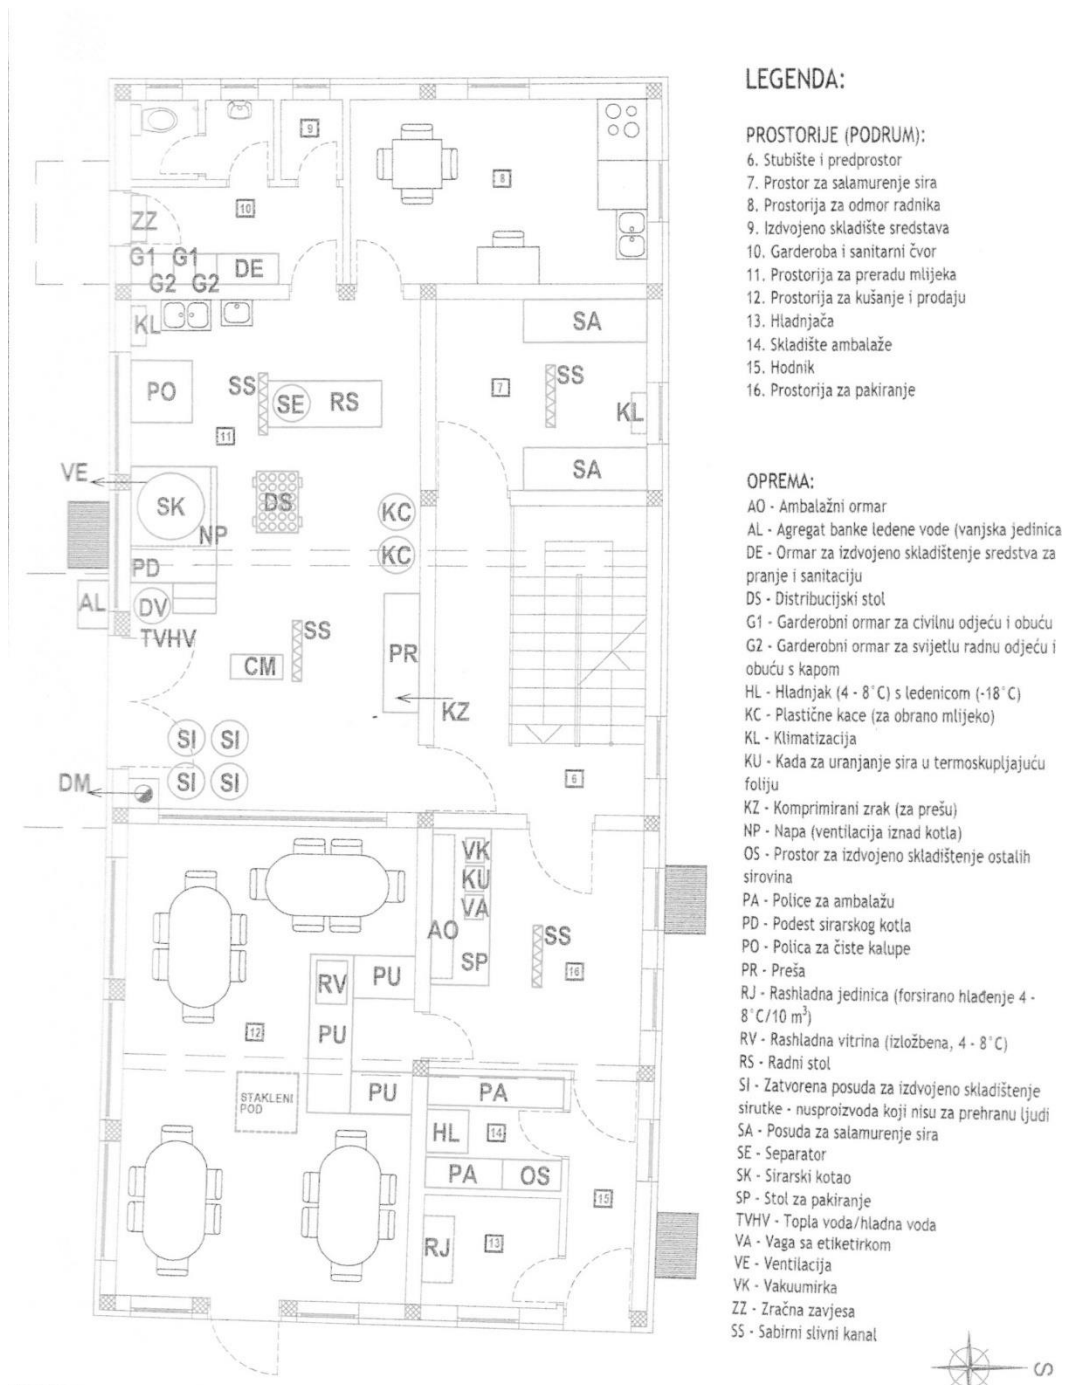 LEGENDA:
PROSTORIJE (PODRUM):
6. Stubište i predprostor
7. Prostor za salamurenje sira
8. Prostorija za odmor radnika
9. Izdvojeno skladište sredstava
10. Garderoba i sanitarni čvor
11. Prostorija za preradu mlijeka
12. Prostorija za kušanje i prodaju
13. Hladnjača
14. Skladište ambalaže
15. Hodnik
16. Prostorija za pakiranje
OPREMA:
AO - Ambalažni ormar
AL - Agregat banke ledene vode (vanjska jedinica
DE - Ormar za izdvojeno skladištenje sredstva za
pranje i sanitaciju
DS - Distribucijski stol
G1 - Garderobni ormar za civilnu odjeću i obuću
G2 - Garderobni ormar za svijetlu radnu odjeću i
obuću s kapom
HL - Hladnjak (4 - 8°C) s ledenicom (-18°C)
KC - Plastične kace (za obrano mlijeko)
KL - Klimatizacija
KU - Kada za uranjanje sira u termoskupljajuću
foliju
KZ - Komprimirani zrak (za prešu)
NP - Napa (ventilacija iznad kotla)
OS - Prostor za izdvojeno skladištenje ostalih
sirovina
PA - Police za ambalažu
PD - Podest sirarskog kotla
PO - Polica za čiste kalupe
PR - Preša
RJ - Rashladna jedinica (forsirano hlađenje 4 -
8°C/10 m³)
RV - Rashladna vitrina (izložbena, 4 - 8°C)
RS - Radni stol
SI - Zatvorena posuda za izdvojeno skladištenje
sirutke - nusproizvoda koji nisu za prehranu ljudi
SA - Posuda za salamurenje sira
SE - Separator
SK - Sirarski kotao
SP - Stol za pakiranje
TVHV - Topla voda/hladna voda
VA - Vaga sa etiketirkom
VE - Ventilacija
VK - Vakuumirka
ZZ - Zračna zavjesa
SS - Sabirni slivni kanal
S
9
8
10
ZZ
G1 G1
G2 G2
DE
KL
SA
PO
SS
SE
RS
7
SS
KL
11
SA
VE
SK
NP
DS
KC
KC
PD
AL
DV
TVHV
SS
CM
PR
KZ
SI SI
SI SI
DM
6
VK
KU
VA
AO
SP
SS
16
RV
PU
PU
12
PU
STAKLENI
POD
PA
HL
14
PA
OS
15
RJ
13